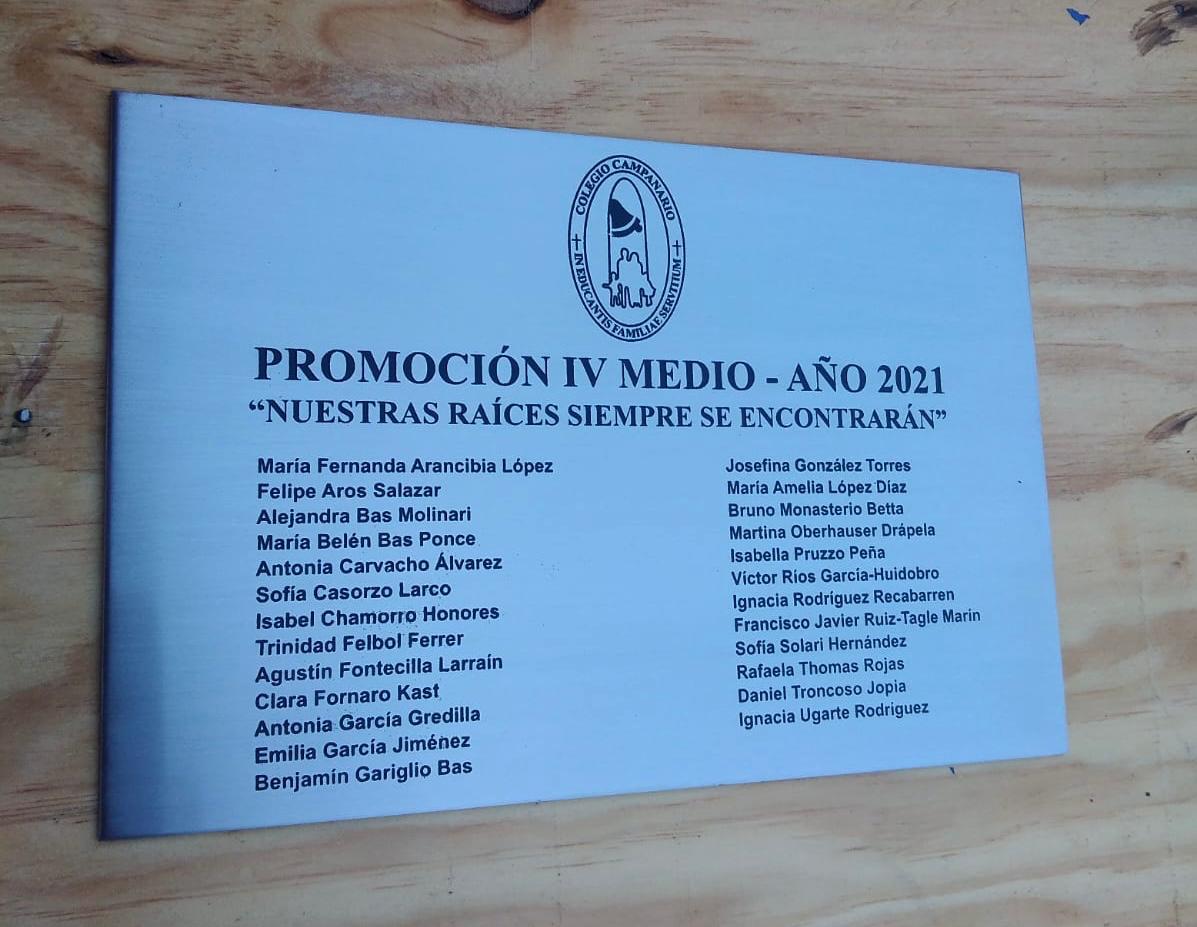 COLEGIO CAMPANARIO
IN EDUCANTIS FAMILIAE SERVITIUM
PROMOCIÓN IV MEDIO - AÑO 2021
“NUESTRAS RAÍCES SIEMPRE SE ENCONTRARÁN”
María Fernanda Arancibia López
Felipe Aros Salazar
Alejandra Bas Molinari
María Belén Bas Ponce
Antonia Carvacho Álvarez
Sofía Casorzo Larco
Isabel Chamorro Honores
Trinidad Felbol Ferrer
Agustín Fontecilla Larraín
Clara Fornaro Kast
Antonia García Gredilla
Emilia García Jiménez
Benjamín Gariglio Bas
Josefina González Torres
María Amelia López Díaz
Bruno Monasterio Betta
Martina Oberhauser Drápela
Isabella Pruzzo Peña
Víctor Ríos García-Huidobro
Ignacia Rodríguez Recabarren
Francisco Javier Ruiz-Tagle Marín
Sofía Solari Hernández
Rafaela Thomas Rojas
Daniel Troncoso Jopia
Ignacia Ugarte Rodríguez